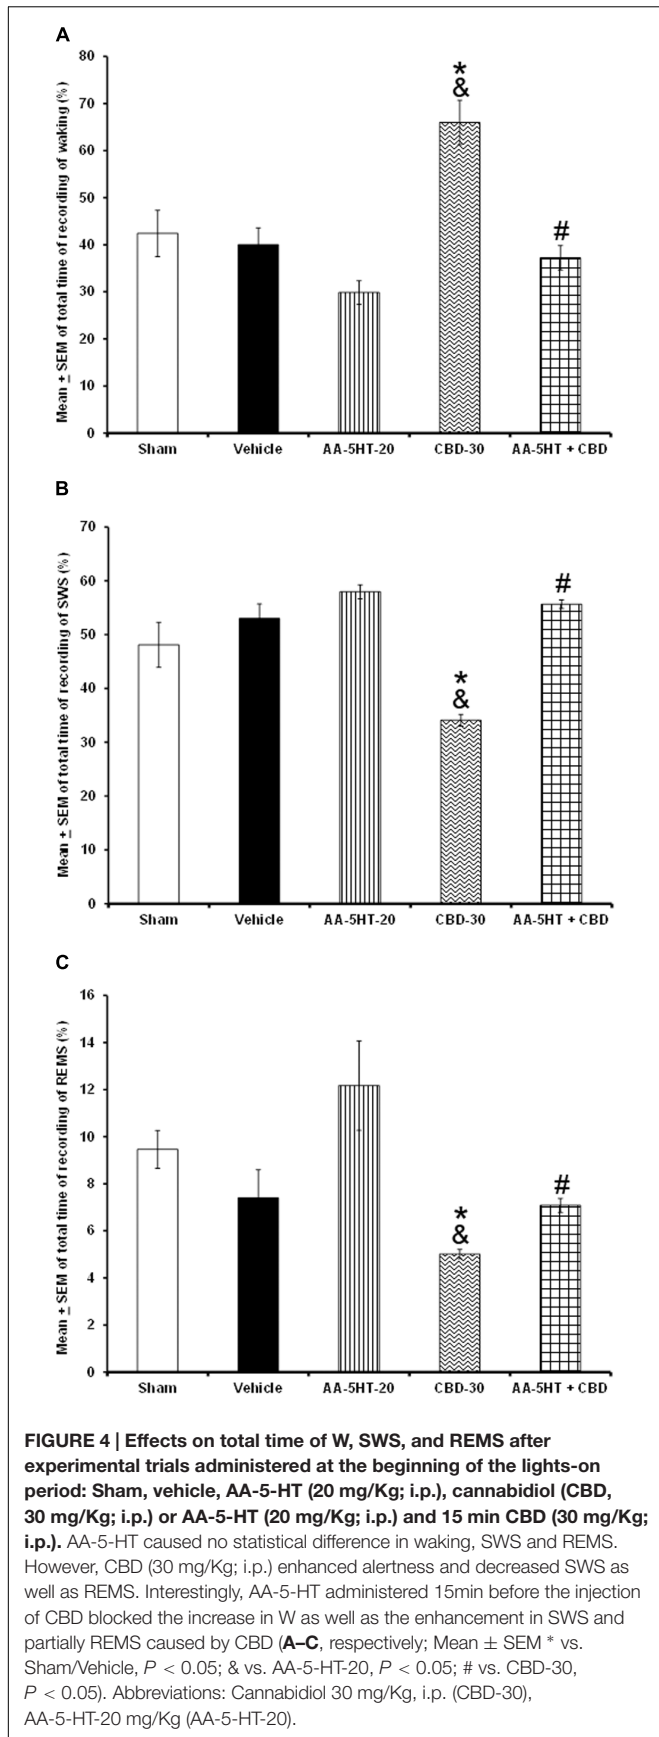 A
Mean ± SEM of total time of recording of waking (%)
80
70
60
50
40
30
20
10
0
*
&
#
Sham Vehicle AA-5HT-20 CBD-30 AA-5HT + CBD
B
Mean ± SEM of total time of recording of SWS (%)
70
60
50
40
30
20
10
0
*
&
#
Sham Vehicle AA-5HT-20 CBD-30 AA-5HT + CBD
C
Mean ± SEM of total time of recording of REMS (%)
16
14
12
10
8
6
4
2
0
*
&
#
Sham Vehicle AA-5HT-20 CBD-30 AA-5HT + CBD
FIGURE 4 | Effects on total time of W, SWS, and REMS after
experimental trials administered at the beginning of the lights-on
period: Sham, vehicle, AA-5-HT (20 mg/Kg; i.p.), cannabidiol (CBD,
30 mg/Kg; i.p.) or AA-5-HT (20 mg/Kg; i.p.) and 15 min CBD (30 mg/Kg;
i.p.). AA-5-HT caused no statistical difference in waking, SWS and REMS.
However, CBD (30 mg/Kg; i.p.) enhanced alertness and decreased SWS as
well as REMS. Interestingly, AA-5-HT administered 15min before the injection
of CBD blocked the increase in W as well as the enhancement in SWS and
partially REMS caused by CBD (A–C, respectively; Mean ± SEM * vs.
Sham/Vehicle, P < 0.05; & vs. AA-5-HT-20, P < 0.05; # vs. CBD-30,
P < 0.05). Abbreviations: Cannabidiol 30 mg/Kg, i.p. (CBD-30),
AA-5-HT-20 mg/Kg (AA-5-HT-20).